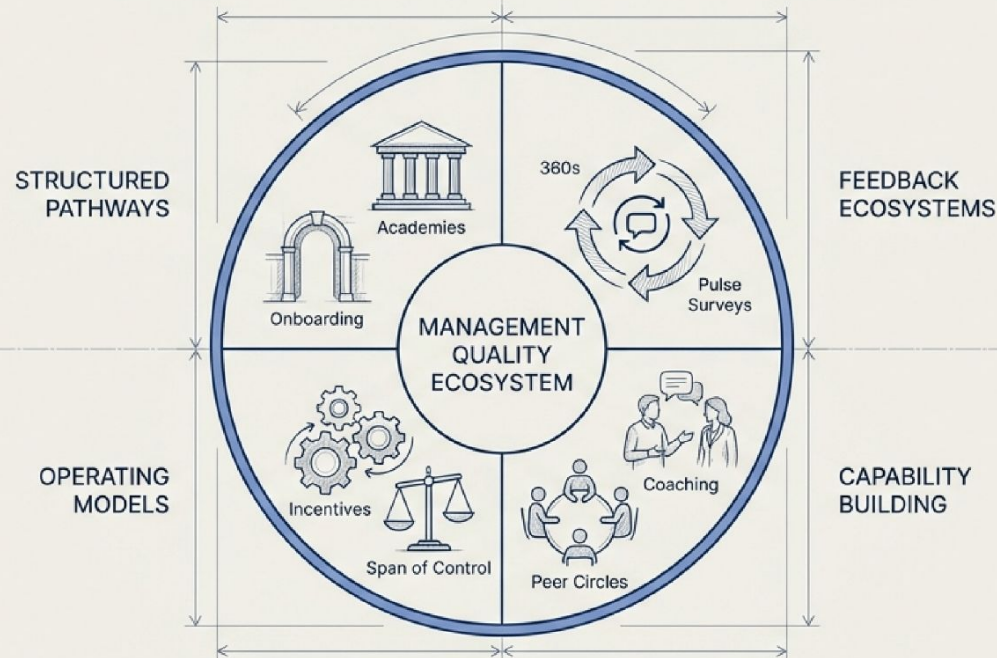 STRUCTURED
PATHWAYS
Academies
Onboarding
360s
Pulse
Surveys
FEEDBACK
ECOSYSTEMS
MANAGEMENT
QUALITY
ECOSYSTEM
OPERATING
MODELS
Incentives
Span of Control
Coaching
Peer Circles
CAPABILITY
BUILDING